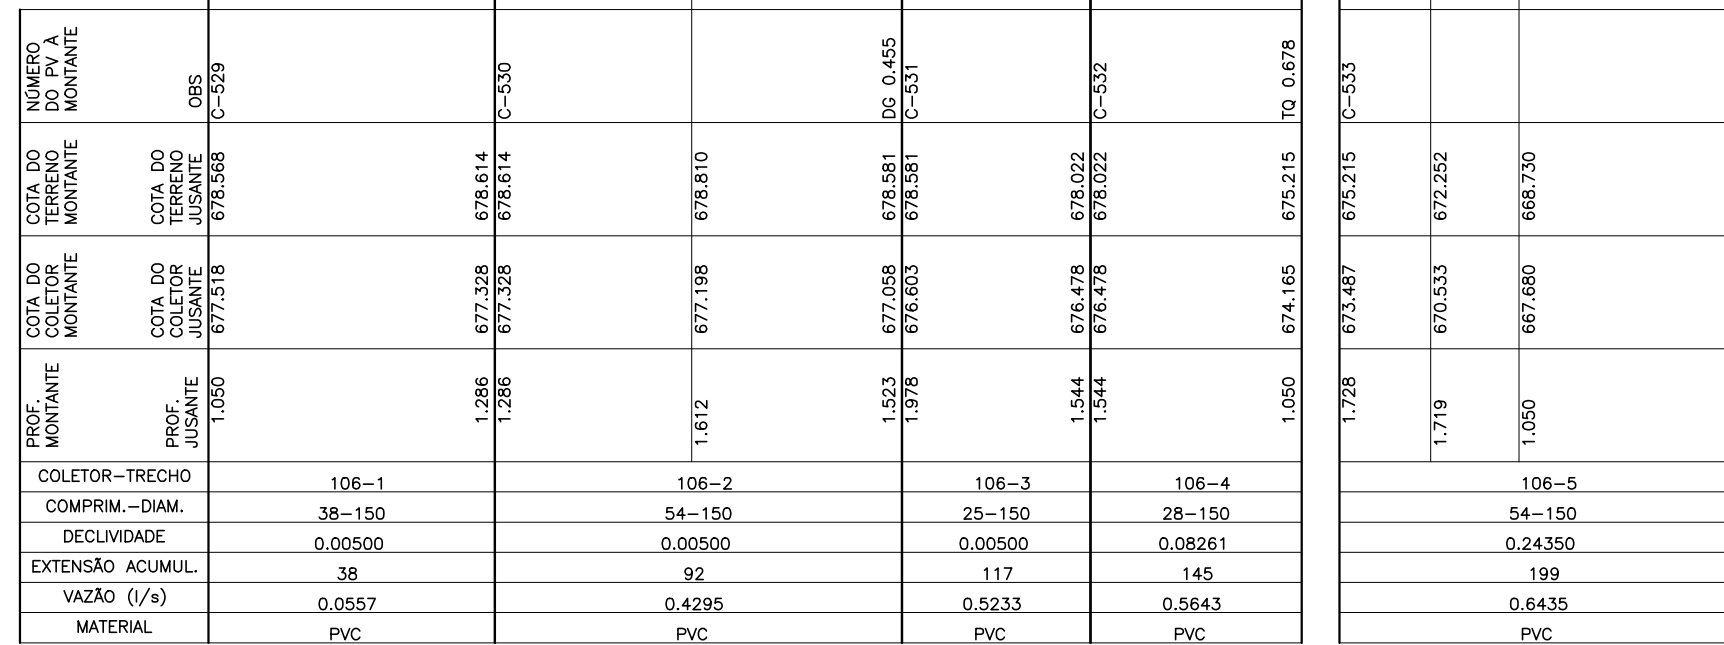 NÚMERO
DO PV À
MONTANTE
OBS
C-529
C-530
DG 0.455
C-531
C-532
TQ 0.678
C-533
COTA DO
TERRENO
MONTANTE
COTA DO
TERRENO
JUSANTE
678.568
678.614
678.614
678.810
678.581
678.581
678.022
678.022
675.215
675.215
672.252
668.730
COTA DO
COLETOR
MONTANTE
COTA DO
COLETOR
JUSANTE
677.518
677.328
677.328
677.198
677.058
676.603
676.478
676.478
674.165
673.487
670.533
667.680
PROF.
MONTANTE
PROF.
JUSANTE
1.050
1.286
1.286
1.612
1.523
1.978
1.544
1.544
1.050
1.728
1.719
1.050
COLETOR-TRECHO 106-1 106-2 106-3 106-4 106-5
COMPRIM.-DIAM. 38-150 54-150 25-150 28-150 54-150
DECLIVIDADE 0.00500 0.00500 0.00500 0.08261 0.24350
EXTENSÃO ACUMUL. 38 92 117 145 199
VAZÃO (l/s) 0.0557 0.4295 0.5233 0.5643 0.6435
MATERIAL PVC PVC PVC PVC PVC